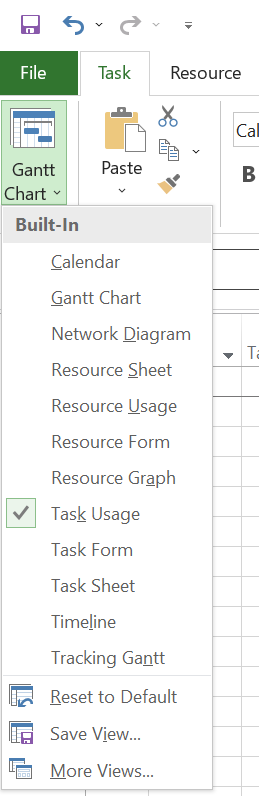 File Task Resource
Gantt
Chart
Paste
Cal
B
Built-In
Calendar
Gantt Chart
Network Diagram
Resource Sheet
Resource Usage
Resource Form
Resource Graph
Task Usage
Task Form
Task Sheet
Timeline
Tracking Gantt
Reset to Default
Save View...
More Views...
Ta